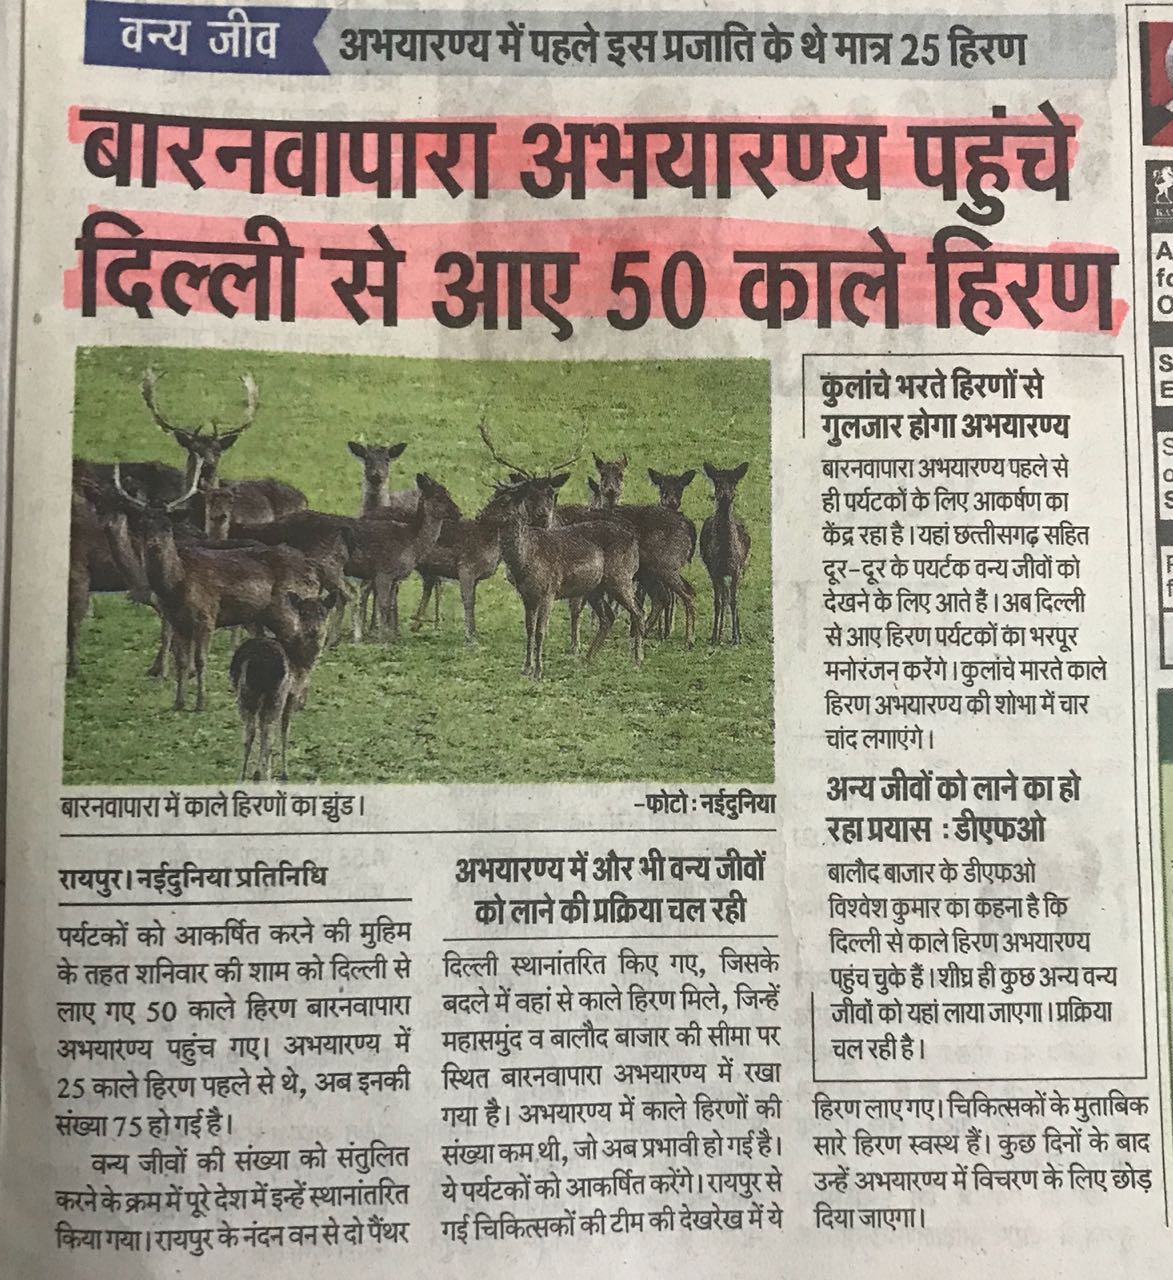 वन्य जीव
अभयारण्य में पहले इस प्रजाति के थे मात्र 25 हिरण
बारनवापारा अभयारण्य पहुंचे
दिल्ली से आए 50 काले हिरण
बारनवापारा में काले हिरणों का झुंड।
-फोटो : नईदुनिया
रायपुर। नईदुनिया प्रतिनिधि
पर्यटकों को आकर्षित करने की मुहिम
के तहत शनिवार की शाम को दिल्ली से
लाए गए 50 काले हिरण बारनवापारा
अभयारण्य पहुंच गए। अभयारण्य में
25 काले हिरण पहले से थे, अब इनकी
संख्या 75 हो गई है।
वन्य जीवों की संख्या को संतुलित
करने के क्रम में पूरे देश में इन्हें स्थानांतरित
किया गया। रायपुर के नंदन वन से दो पैंथर
अभयारण्य में और भी वन्य जीवों
को लाने की प्रक्रिया चल रही
दिल्ली स्थानांतरित किए गए, जिसके
बदले में वहां से काले हिरण मिले, जिन्हें
महासमुंद व बालौद बाजार की सीमा पर
स्थित बारनवापारा अभयारण्य में रखा
गया है। अभयारण्य में काले हिरणों की
संख्या कम थी, जो अब प्रभावी हो गई है।
ये पर्यटकों को आकर्षित करेंगे। रायपुर से
गई चिकित्सकों की टीम की देखरेख में ये
हिरण लाए गए। चिकित्सकों के मुताबिक
सारे हिरण स्वस्थ हैं। कुछ दिनों के बाद
उन्हें अभयारण्य में विचरण के लिए छोड़
दिया जाएगा।
कुलांचे भरते हिरणों से
गुलजार होगा अभयारण्य
बारनवापारा अभयारण्य पहले से
ही पर्यटकों के लिए आकर्षण का
केंद्र रहा है। यहां छत्तीसगढ़ सहित
दूर-दूर के पयर्टक वन्य जीवों को
देखने के लिए आते हैं। अब दिल्ली
से आए हिरण पर्यटकों का भरपूर
मनोरंजन करेंगे। कुलांचे मारते काले
हिरण अभयारण्य की शोभा में चार
चांद लगाएंगे।
अन्य जीवों को लाने का हो
रहा प्रयास : डीएफओ
बालौद बाजार के डीएफओ
विश्वेश कुमार का कहना है कि
दिल्ली से काले हिरण अभयारण्य
पहुंच चुके हैं। शीघ्र ही कुछ अन्य वन्य
जीवों को यहां लाया जाएगा। प्रक्रिया
चल रही है।